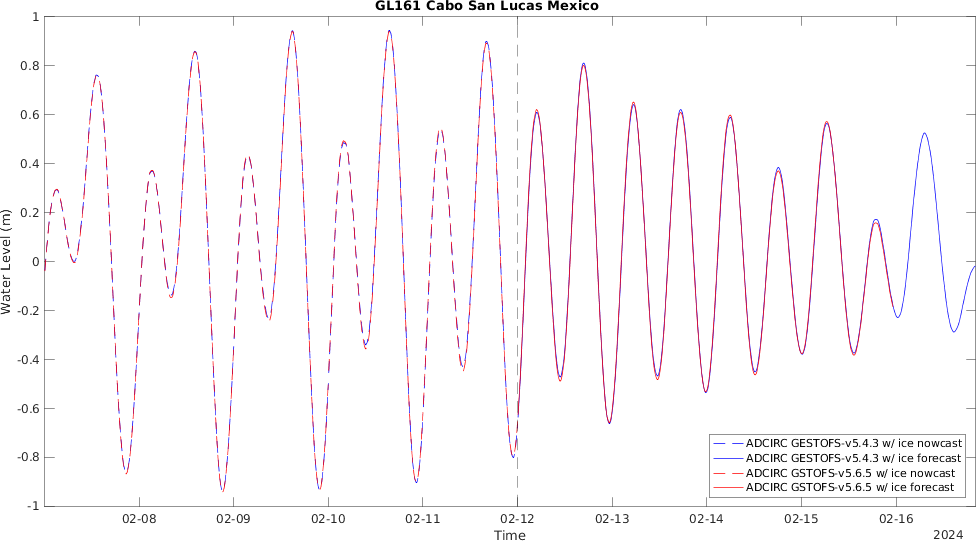 GL161 Cabo San Lucas Mexico
1
0.8
0.6
0.4
0.2
0
-0.2
-0.4
-0.6
-0.8
-1
Water Level (m)
ADCIRC GESTOFS-v5.4.3 w/ ice nowcast
ADCIRC GESTOFS-v5.4.3 w/ ice forecast
ADCIRC GSTOFS-v5.6.5 w/ ice nowcast
ADCIRC GSTOFS-v5.6.5 w/ ice forecast
02-08 02-09 02-10 02-11 02-12 02-13 02-14 02-15 02-16
Time
2024